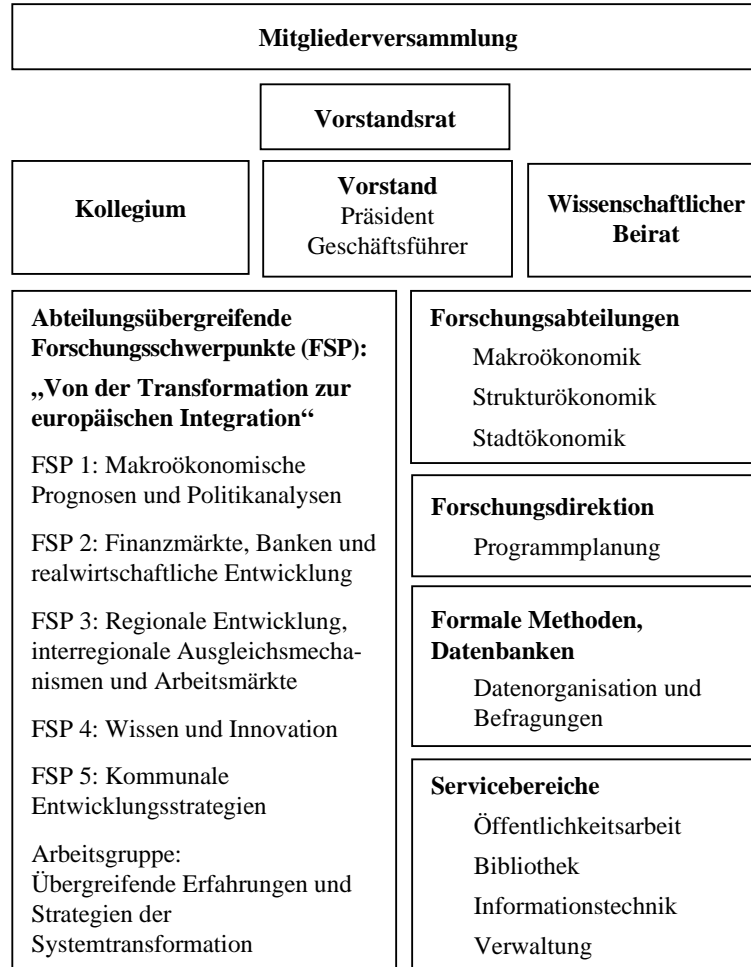 Mitgliederversammlung
Vorstandsrat
Kollegium
Vorstand
Präsident
Geschäftsführer
Wissenschaftlicher
Beirat
Abteilungsübergreifende
Forschungsschwerpunkte (FSP):
„Von der Transformation zur
europäischen Integration“
FSP 1: Makroökonomische
Prognosen und Politikanalysen
FSP 2: Finanzmärkte, Banken und
realwirtschaftliche Entwicklung
FSP 3: Regionale Entwicklung,
interregionale Ausgleichsmecha-
nismen und Arbeitsmärkte
FSP 4: Wissen und Innovation
FSP 5: Kommunale
Entwicklungsstrategien
Arbeitsgruppe:
Übergreifende Erfahrungen und
Strategien der
Systemtransformation
Forschungsabteilungen
Makroökonomik
Strukturökonomik
Stadtökonomik
Forschungsdirektion
Programmplanung
Formale Methoden,
Datenbanken
Datenorganisation und
Befragungen
Servicebereiche
Öffentlichkeitsarbeit
Bibliothek
Informationstechnik
Verwaltung